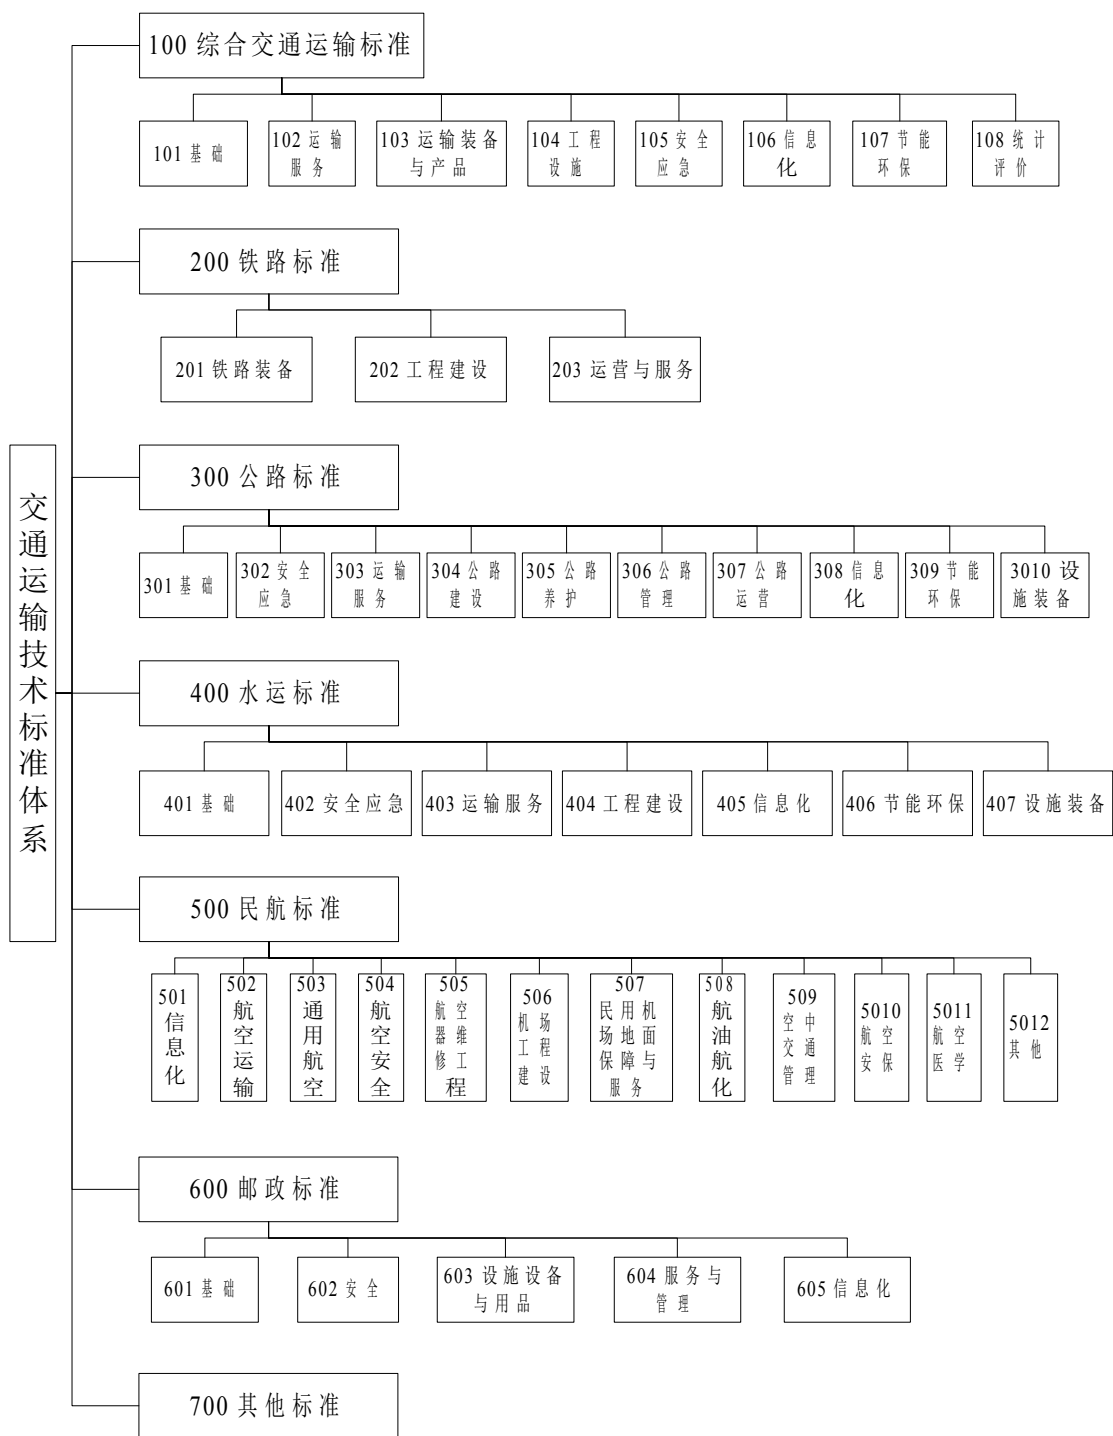 100 综合交通运输标准
101 基础
102 运输
服务
103 运输装备
与产品
104 工程
设施
105 安全
应急
106 信息
化
107 节能
环保
108 统计
评价
200 铁路标准
201 铁路装备
202 工程建设
203 运营与服务
交通运输技术标准体系
300 公路标准
301 基础
302 安全
应急
303 运输
服务
304 公路
建设
305 公路
养护
306 公路
管理
307 公路
运营
308 信息
化
309 节能
环保
3010 设
施装备
400 水运标准
401 基础
402 安全应急
403 运输服务
404 工程建设
405 信息化
406 节能环保
407 设施装备
500 民航标准
501
信息化
502
航空运输
503
通用航空
504
航空安全
505
航空
器维
修工
程
506
机场
工程
建设
507
民用机
场地面
保障与
服务
508
航油航化
509
空中
交通
管理
5010
航空
安保
5011
航空
医学
5012
其他
600 邮政标准
601 基础
602 安全
603 设施设备
与用品
604 服务与
管理
605 信息化
700 其他标准